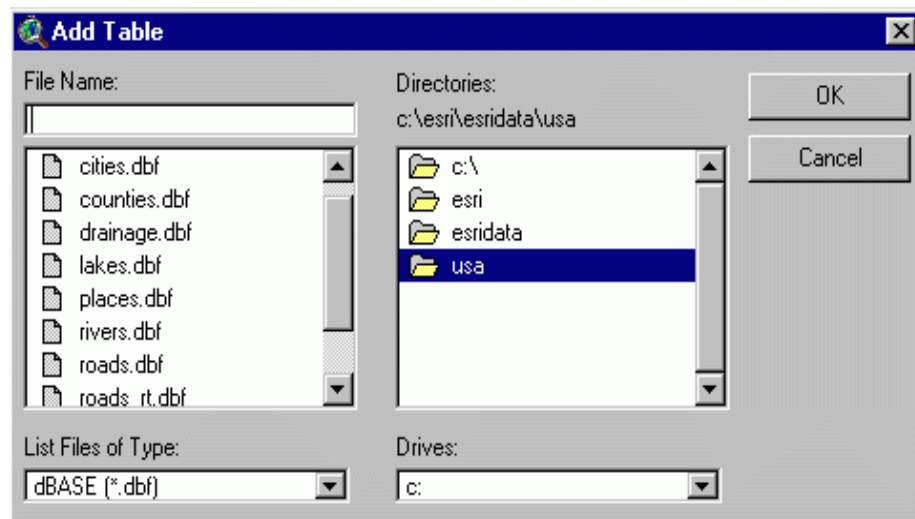 Add Table
File Name:
cities.dbf
counties.dbf
drainage.dbf
lakes.dbf
places.dbf
rivers.dbf
roads.dbf
roads_rt.dbf
List Files of Type:
dBASE (*.dbf)
Directories:
c:\esri\esridata\usa
c:\
esri
esridata
usa
Drives:
c:
OK
Cancel